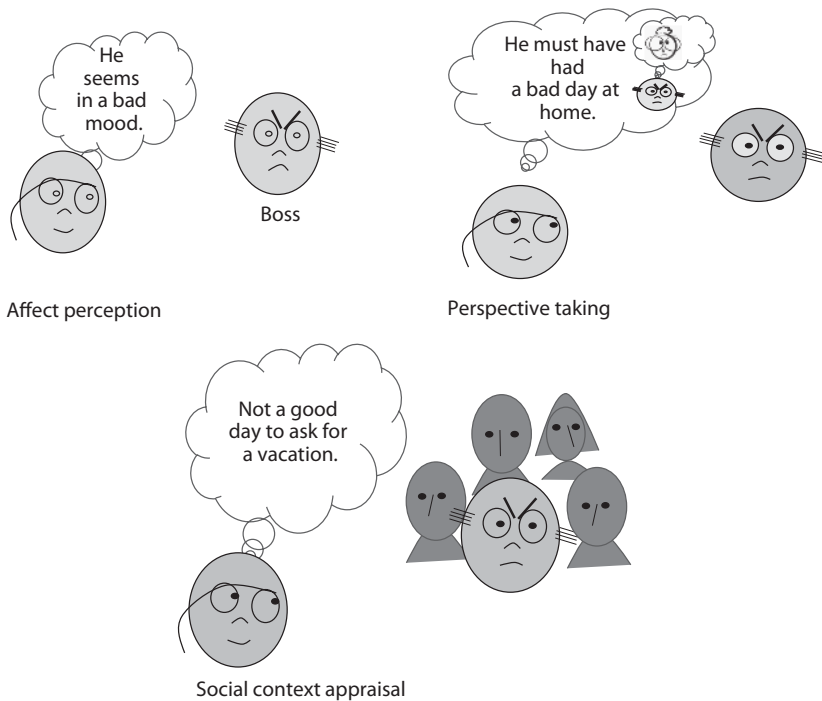 He
seems
in a bad
mood.
Boss
Affect perception
He must have
had
a bad day at
home.
Perspective taking
Not a good
day to ask for
a vacation.
Social context appraisal